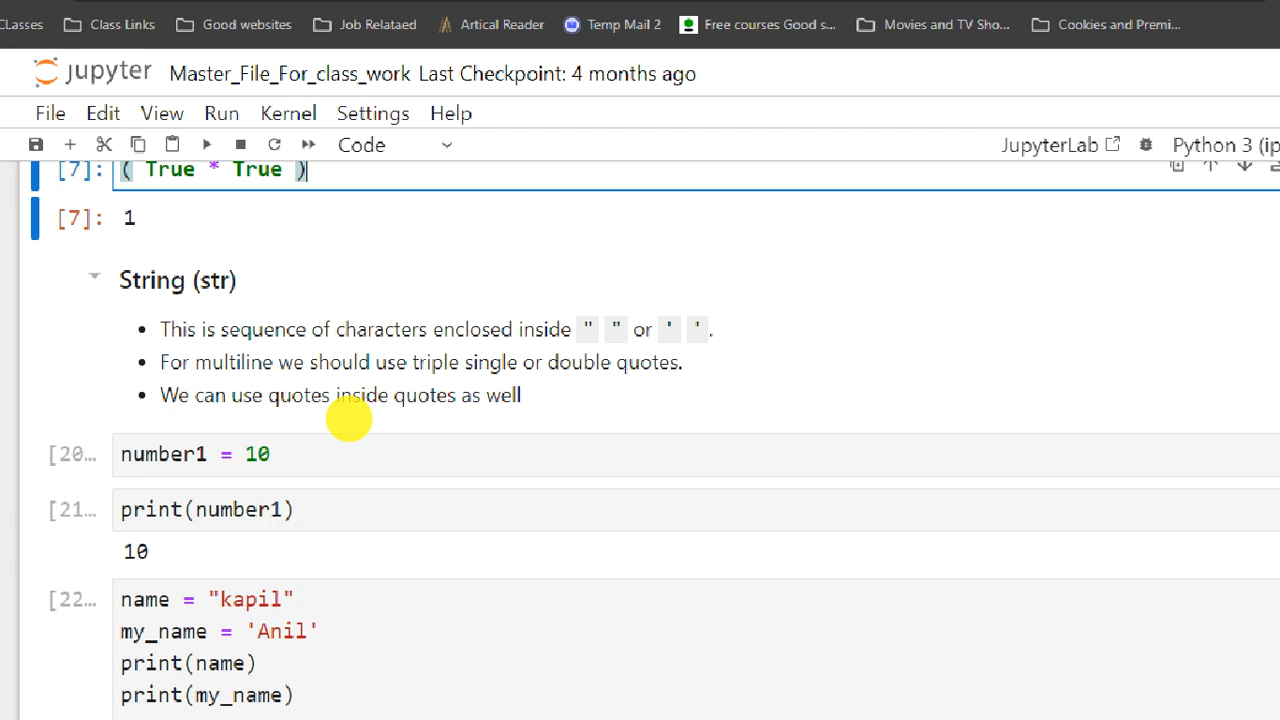 Classes Class Links Good websites Job Relataed Artical Reader Temp Mail 2 Free courses Good s... Movies and TV Sho... Cookies and Premi...
jupyter Master_File_For_class_work Last Checkpoint: 4 months ago
File Edit View Run Kernel Settings Help
Code JupyterLab Python 3 (ip
[7]: ( True * True )
[7]: 1
String (str)
• This is sequence of characters enclosed inside " " or ' '.
• For multiline we should use triple single or double quotes.
• We can use quotes inside quotes as well
[20... number1 = 10
[21... print(number1)
10
[22... name = "kapil"
my_name = 'Anil'
print(name)
print(my_name)